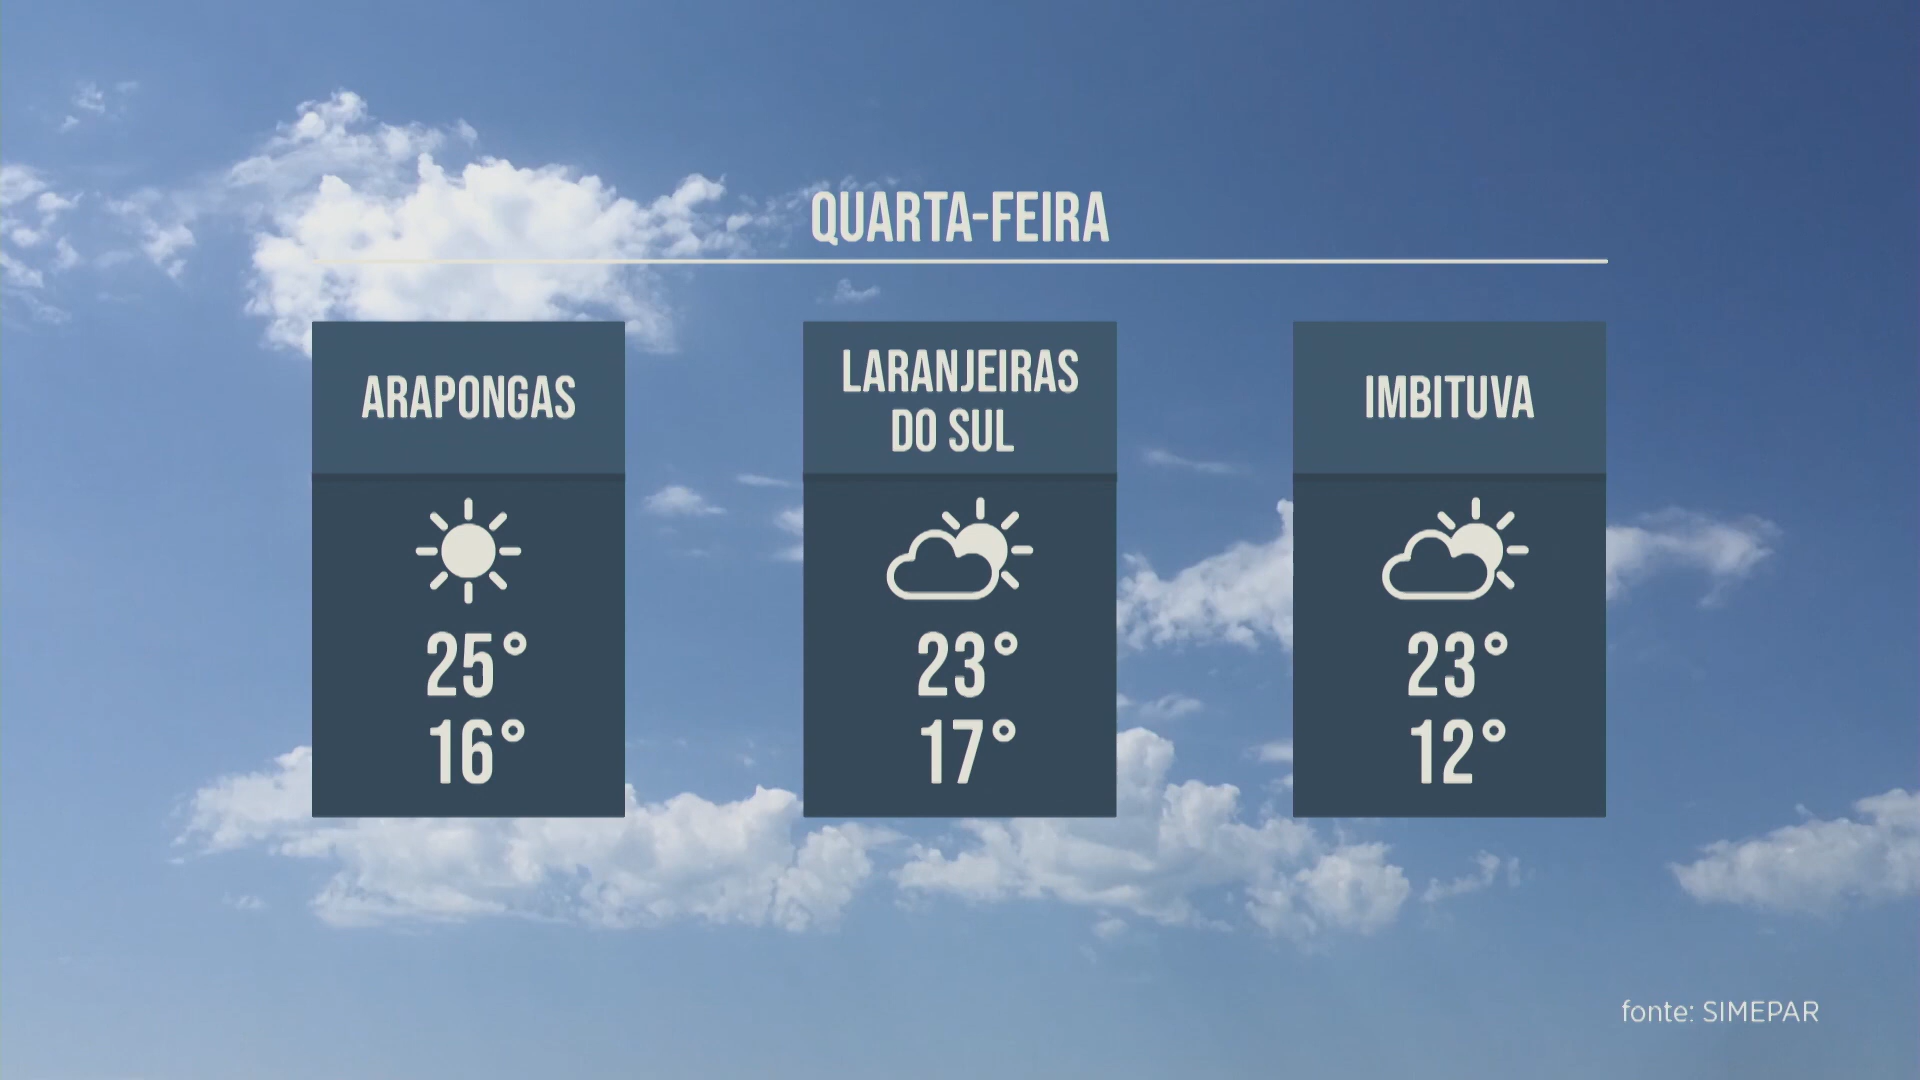 QUARTA-FEIRA
ARAPONGAS
25°
16°
LARANJEIRAS
DO SUL
23°
17°
IMBITUVA
23°
12°
fonte: SIMEPAR